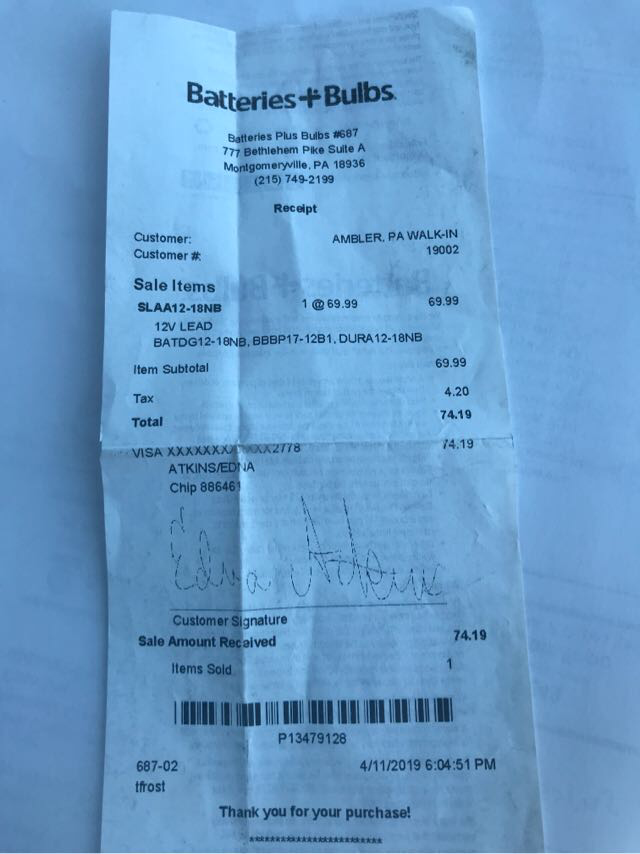 Batteries+Bulbs
Batteries Plus Bulbs #687
777 Bethlehem Pike Suite A
Montgomeryville, PA 18936
(215) 749-2199
Receipt
Customer: AMBLER, PA WALK-IN
Customer #: 19002
Sale Items
SLAA12-18NB 1 @ 69.99 69.99
12V LEAD
BATDG12-18NB, BBBP17-12B1, DURA12-18NB
Item Subtotal 69.99
Tax 4.20
Total 74.19
VISA XXXXXXXXXXXX2778 74.19
ATKINS/EDNA
Chip 886461
Edna Atkins
Customer Signature
Sale Amount Received 74.19
Items Sold 1
P13479128
687-02 4/11/2019 6:04:51 PM
tfrost
Thank you for your purchase!
**************************